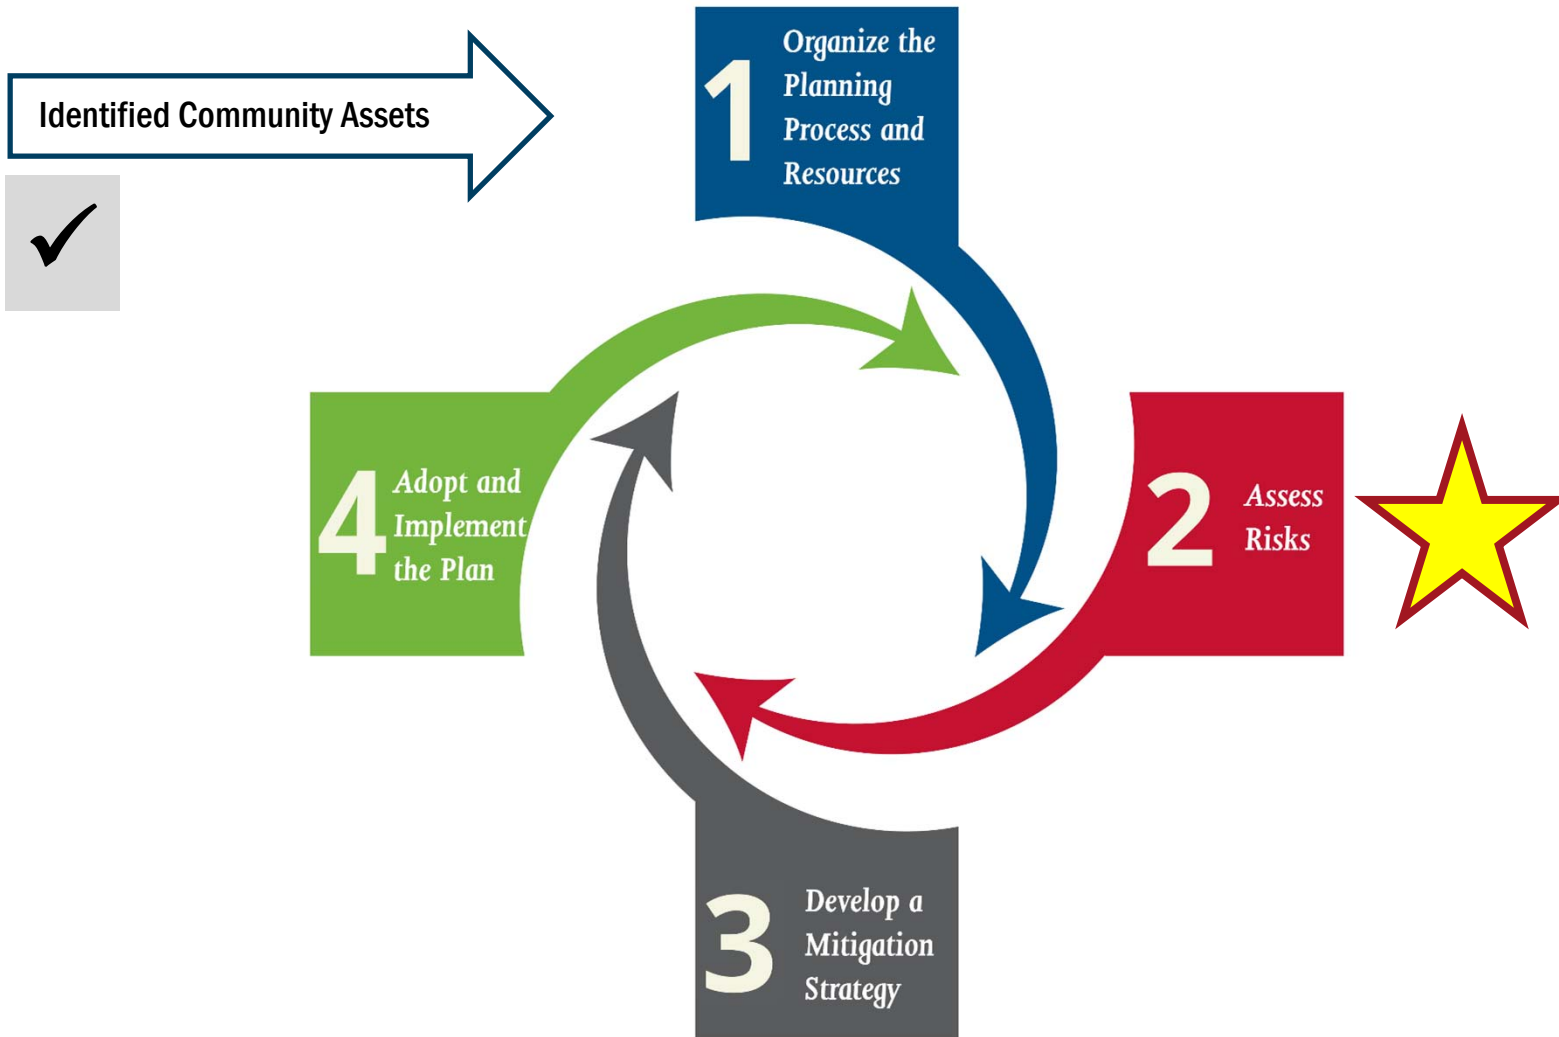 Identified Community Assets
1
Organize the
Planning
Process and
Resources
2
Assess
Risks
3
Develop a
Mitigation
Strategy
4
Adopt and
Implement
the Plan